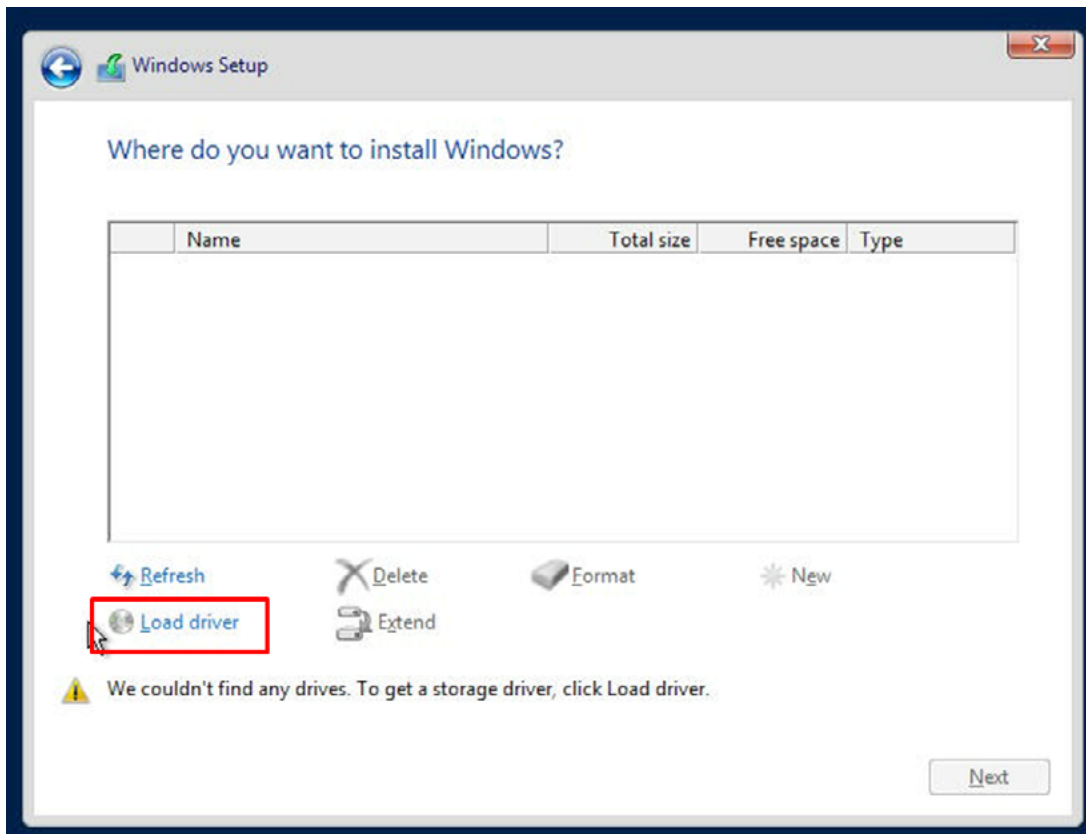 Windows Setup
Where do you want to install Windows?
Name Total size Free space Type
Refresh Delete Format New
Load driver Extend
We couldn't find any drives. To get a storage driver, click Load driver.
Next